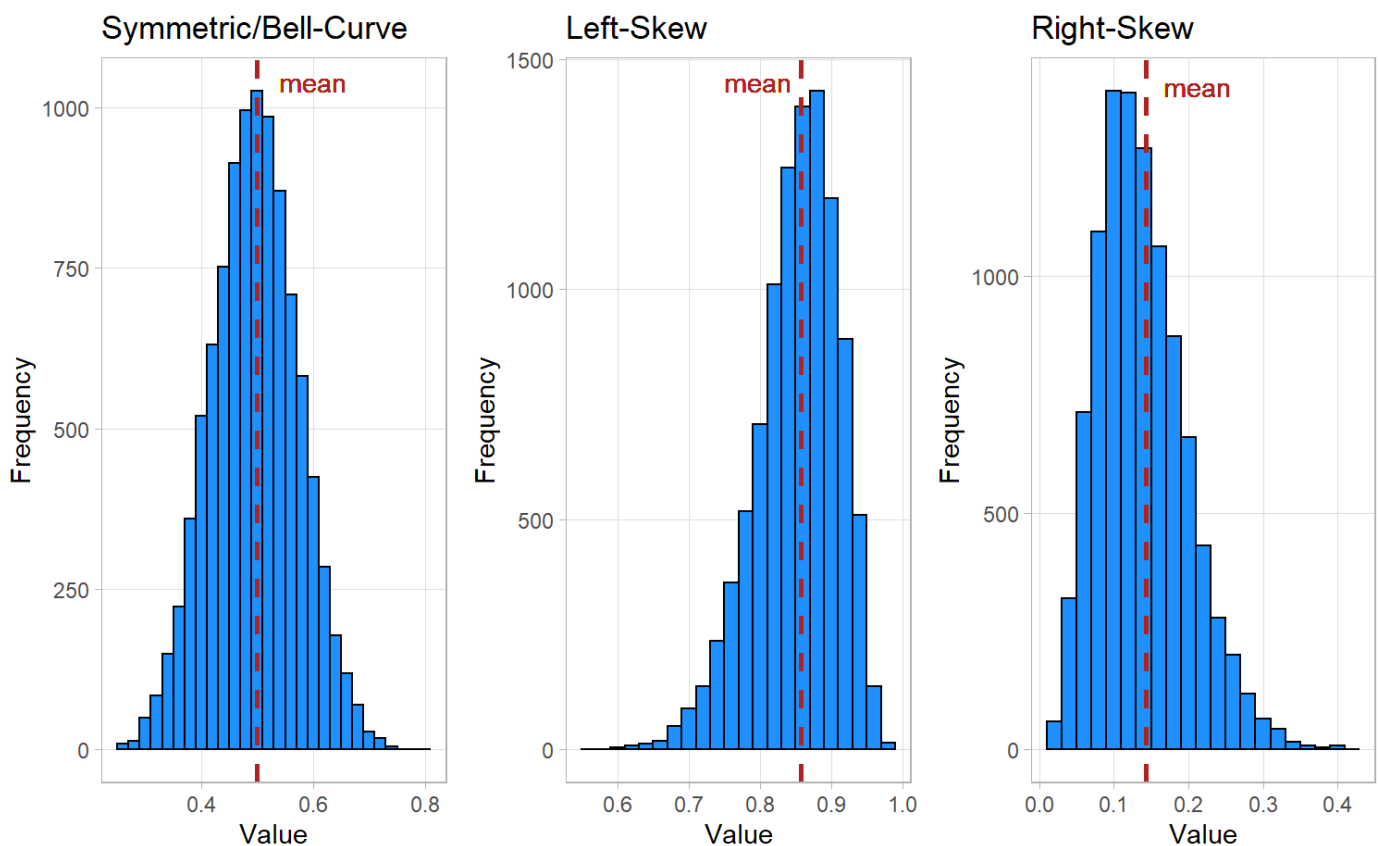 Symmetric/Bell-Curve
mean
1000
750
500
250
0
Frequency
0.4 0.6 0.8
Value
Left-Skew
mean
1500
1000
500
0
Frequency
0.6 0.7 0.8 0.9 1.0
Value
Right-Skew
mean
1000
500
0
Frequency
0.0 0.1 0.2 0.3 0.4
Value